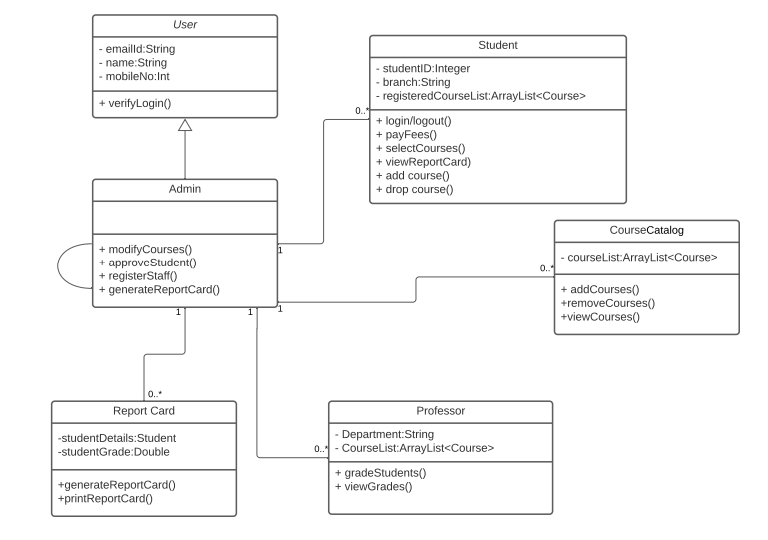 User
- emailId:String
- name:String
- mobileNo:Int
+ verifyLogin()
Student
- studentID:Integer
- branch:String
- registeredCourseList:ArrayList<Course>
+ login/logout()
+ payFees()
+ selectCourses()
+ viewReportCard)
+ add course()
+ drop course()
0..*
Admin
+ modifyCourses()
+ approveStudent()
+ registerStaff()
+ generateReportCard()
1
1
1
1
CourseCatalog
- courseList:ArrayList<Course>
+ addCourses()
+removeCourses()
+viewCourses()
0..*
0..*
Report Card
-studentDetails:Student
-studentGrade:Double
+generateReportCard()
+printReportCard()
0..*
Professor
- Department:String
- CourseList:ArrayList<Course>
+ gradeStudents()
+ viewGrades()